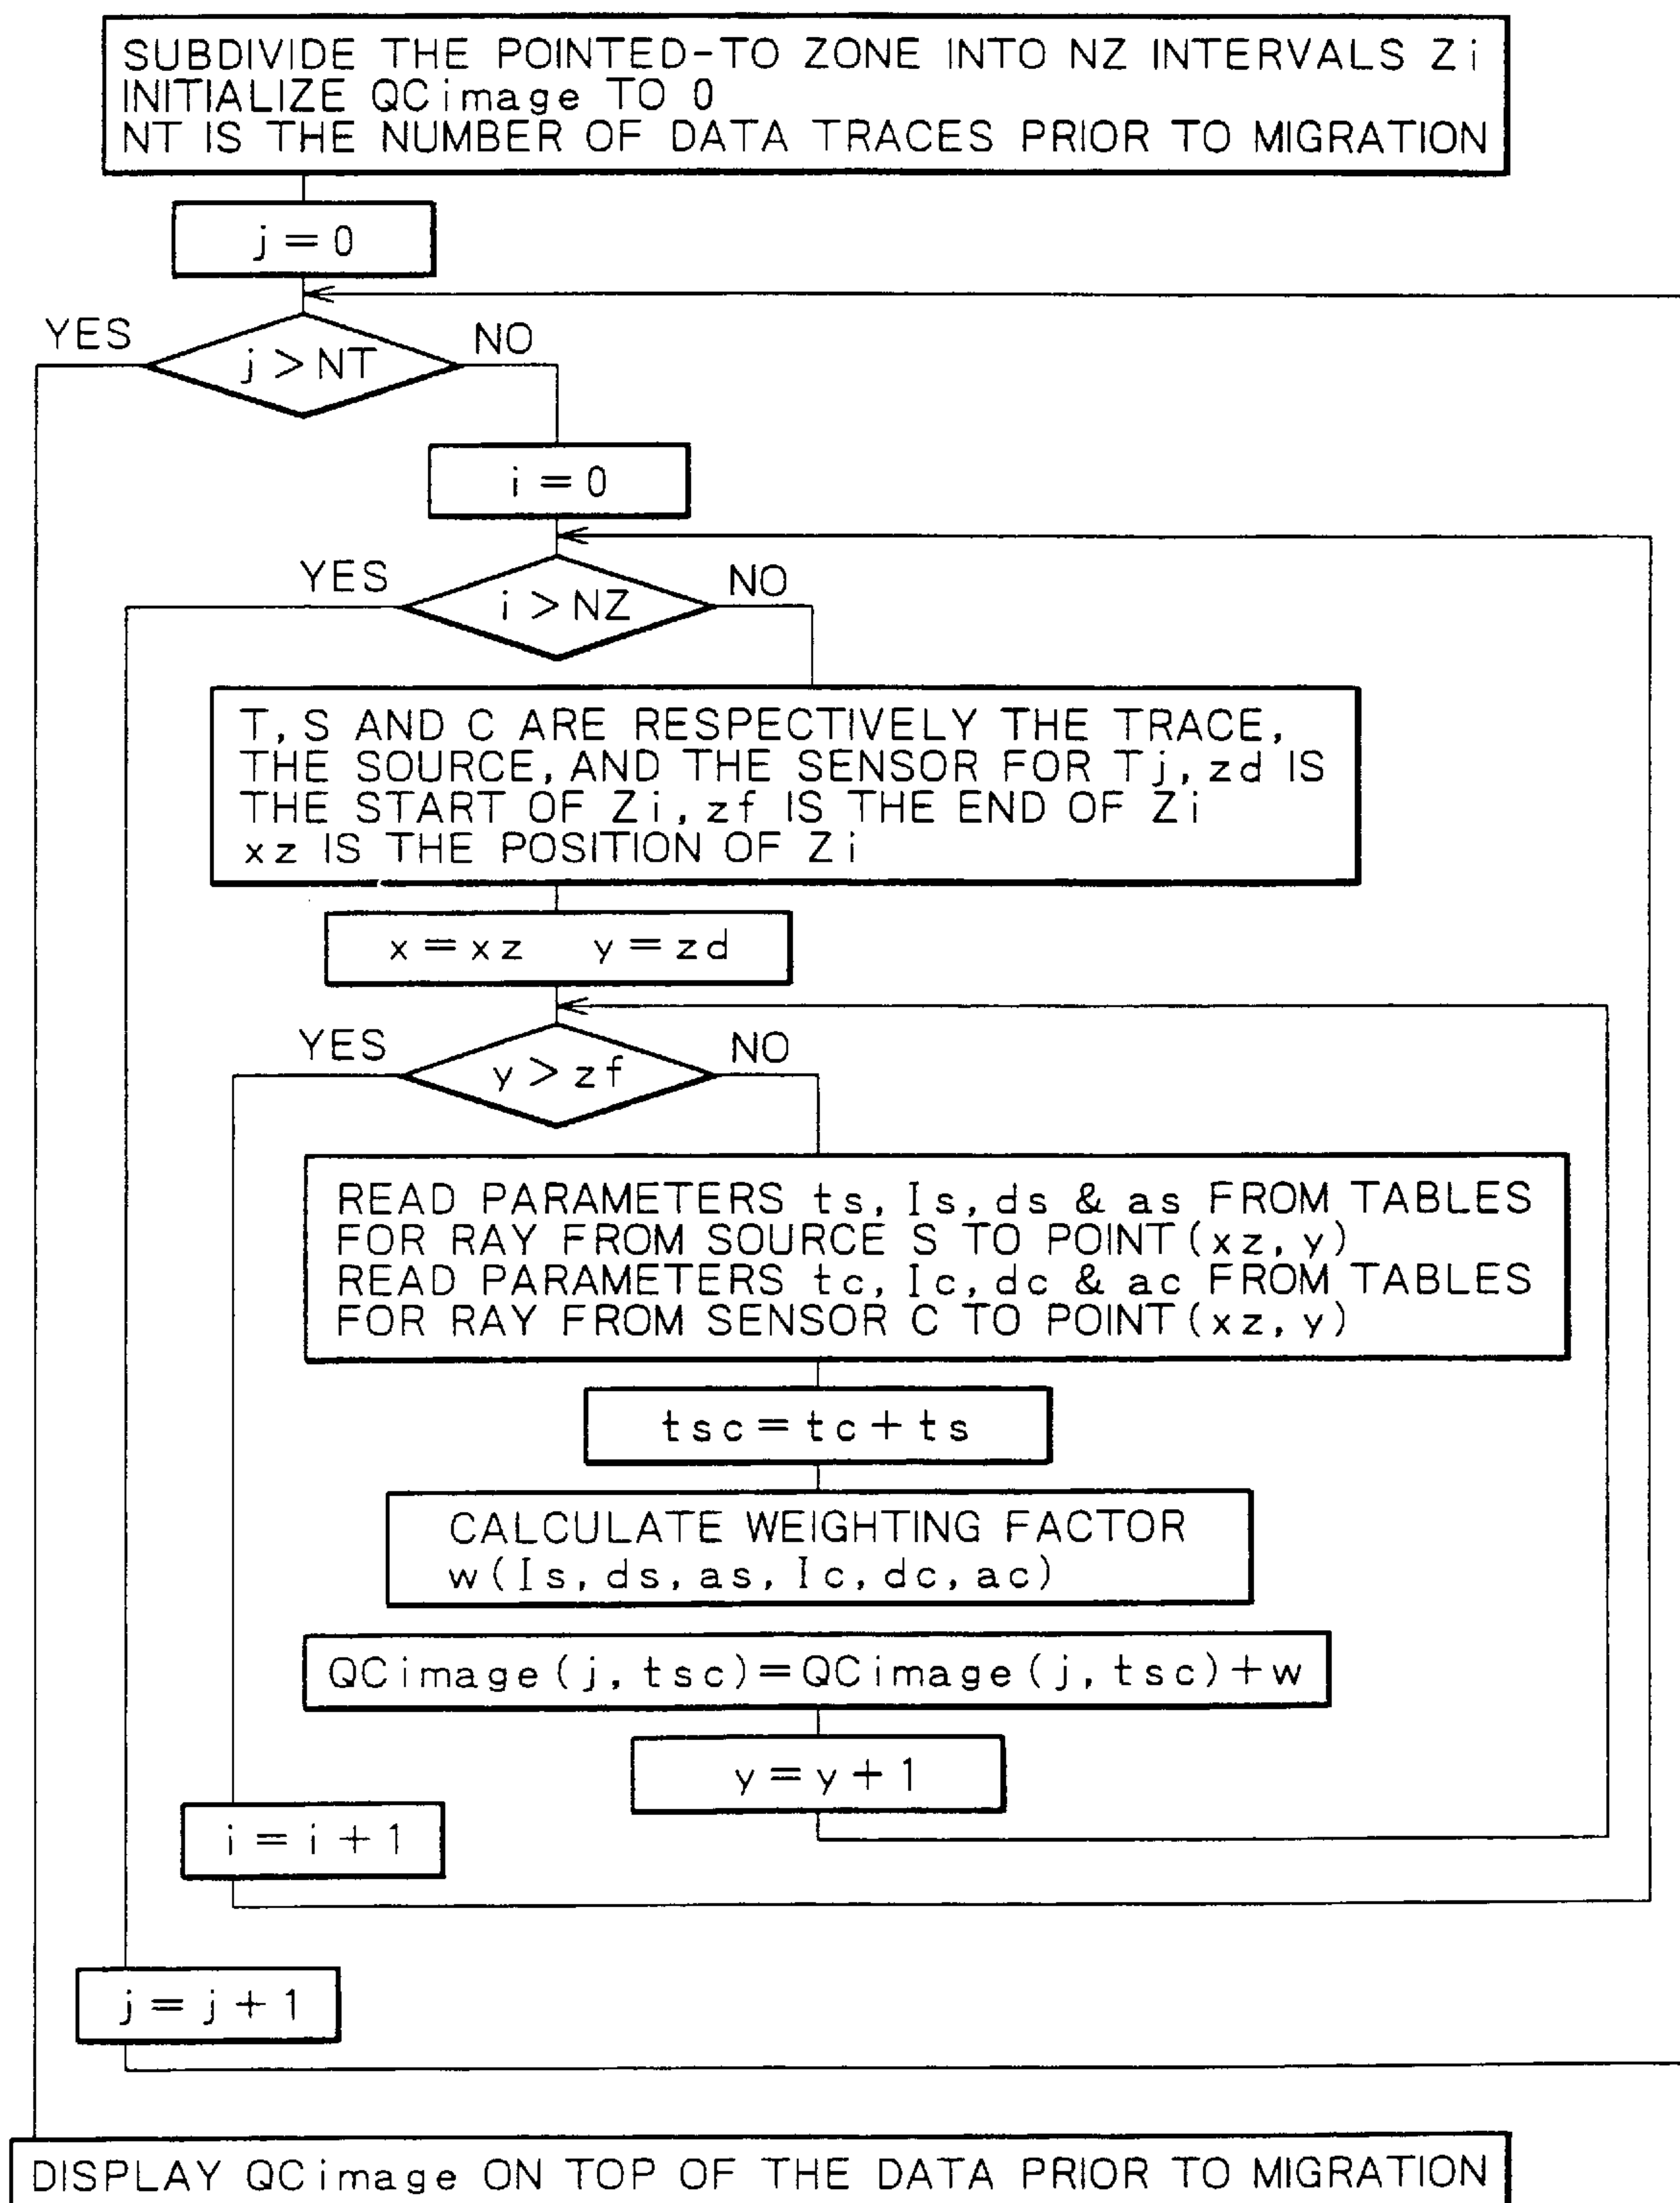 SUBDIVIDE THE POINTED-TO ZONE INTO NZ INTERVALS Zi
INITIALIZE QCimage TO 0
NT IS THE NUMBER OF DATA TRACES PRIOR TO MIGRATION
j = 0
YES
j > NT
NO
i = 0
YES
i > NZ
NO
T, S AND C ARE RESPECTIVELY THE TRACE,
THE SOURCE, AND THE SENSOR FOR Tj, zd IS
THE START OF Zi, zf IS THE END OF Zi
xz IS THE POSITION OF Zi
x = xz y = zd
YES
y > zf
NO
READ PARAMETERS ts, Is, ds & as FROM TABLES
FOR RAY FROM SOURCE S TO POINT (xz, y)
READ PARAMETERS tc, Ic, dc & ac FROM TABLES
FOR RAY FROM SENSOR C TO POINT (xz, y)
tsc = tc + ts
CALCULATE WEIGHTING FACTOR
w (Is, ds, as, Ic, dc, ac)
QCimage (j, tsc) = QCimage (j, tsc) + w
y = y + 1
i = i + 1
j = j + 1
DISPLAY QCimage ON TOP OF THE DATA PRIOR TO MIGRATION